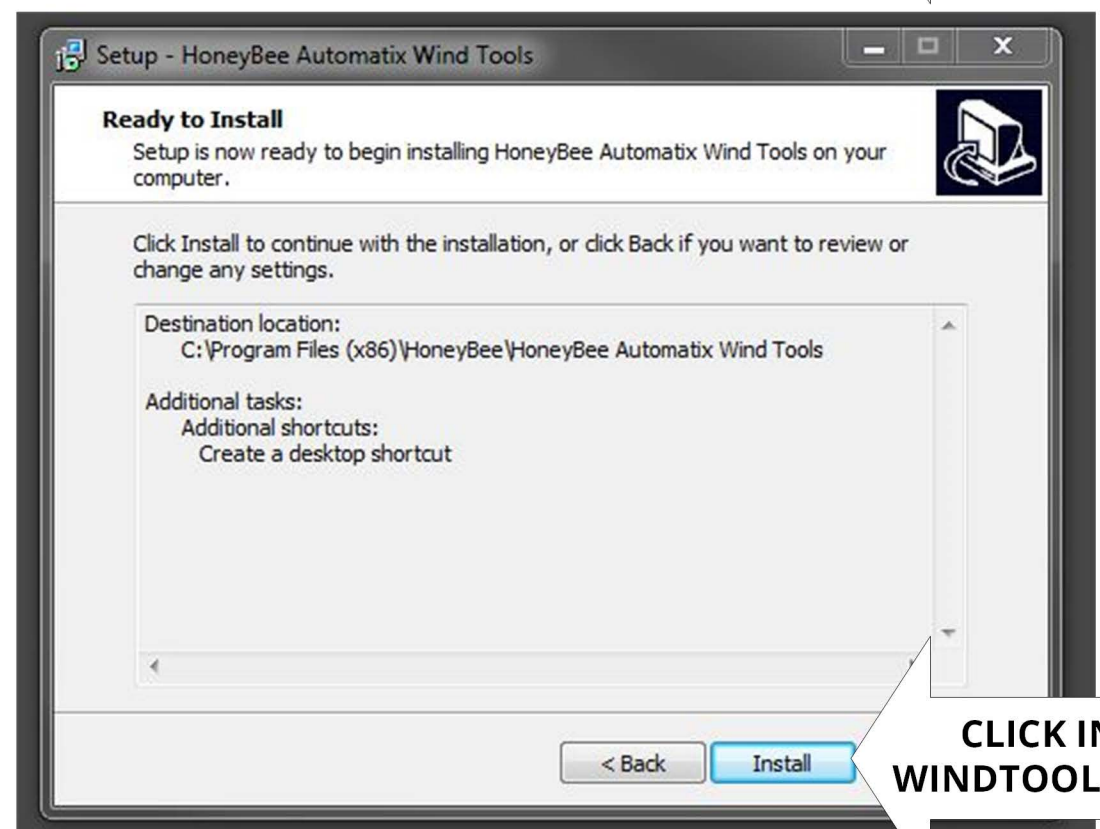 Setup - HoneyBee Automatix Wind Tools
Ready to Install
Setup is now ready to begin installing HoneyBee Automatix Wind Tools on your
computer.
Click Install to continue with the installation, or click Back if you want to review or
change any settings.
Destination location:
C:\Program Files (x86)\HoneyBee\HoneyBee Automatix Wind Tools
Additional tasks:
Additional shortcuts:
Create a desktop shortcut
< Back
Install
CLICK
WINDTOOL